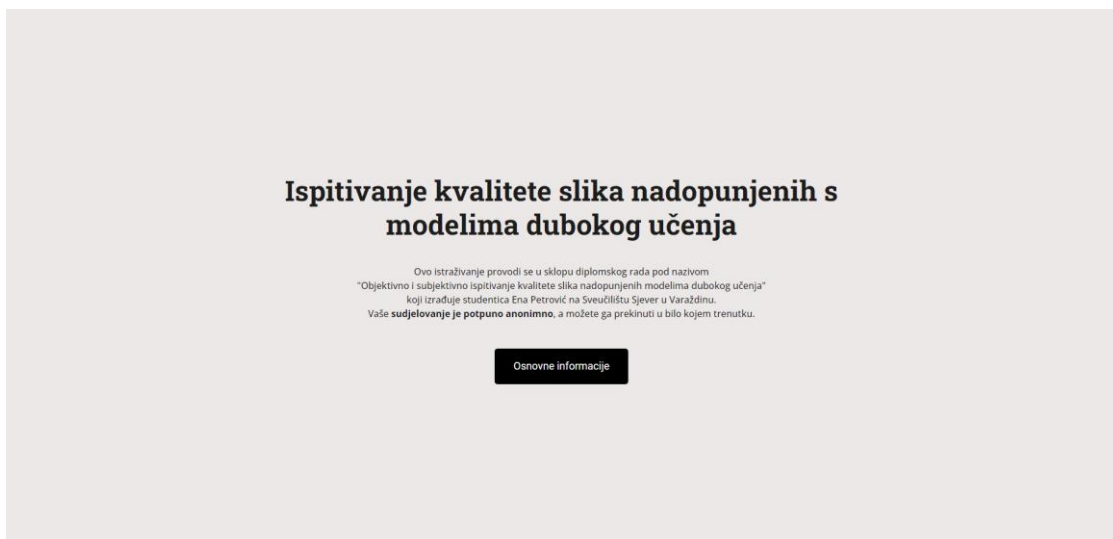 Ispitivanje kvalitete slika nadopunjenih s
modelima dubokog učenja
Ovo istraživanje provodi se u sklopu diplomskog rada pod nazivom
"Objektivno i subjektivno ispitivanje kvalitete slika nadopunjenih modelima dubokog učenja"
koji izrađuje studentica Ena Petrović na Sveučilištu Sjever u Varaždinu.
Vaše sudjelovanje je potpuno anonimno, a možete ga prekinuti u bilo kojem trenutku.
Osnovne informacije